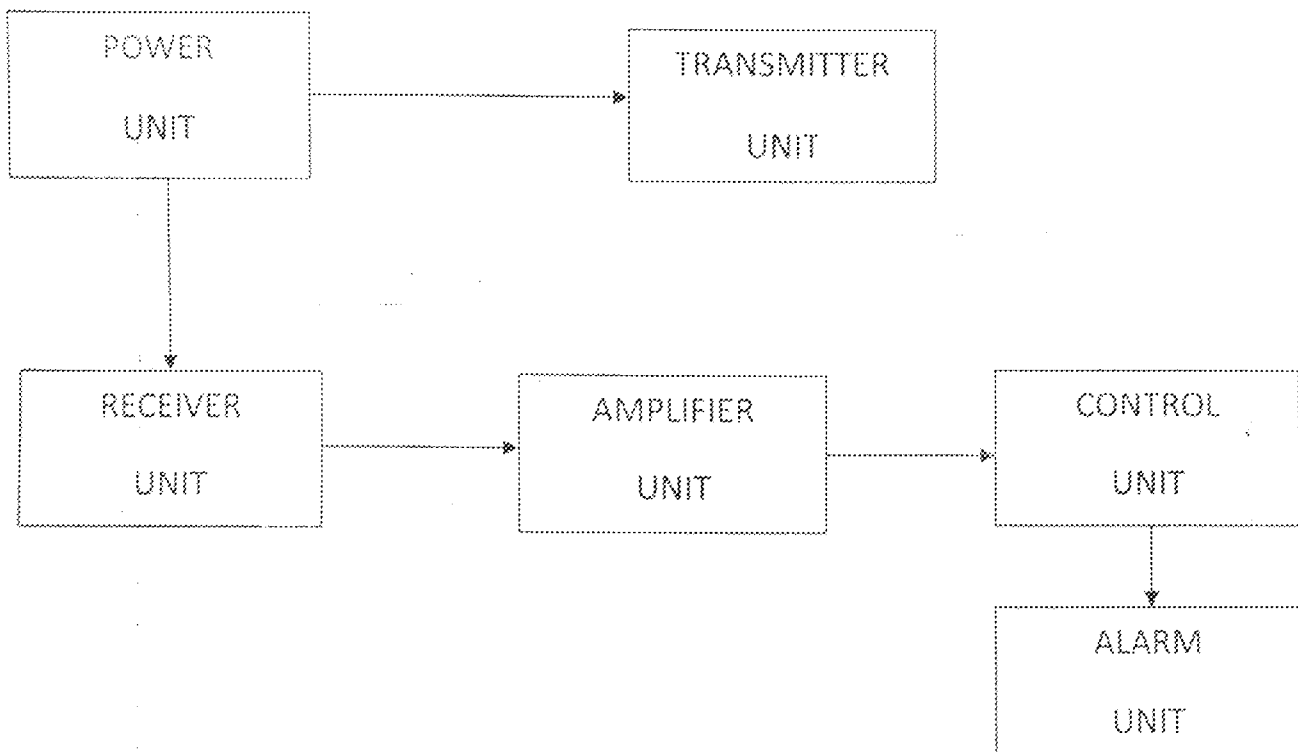 POWER
UNIT
TRANSMITTER
UNIT
RECEIVER
UNIT
AMPLIFIER
UNIT
CONTROL
UNIT
ALARM
UNIT